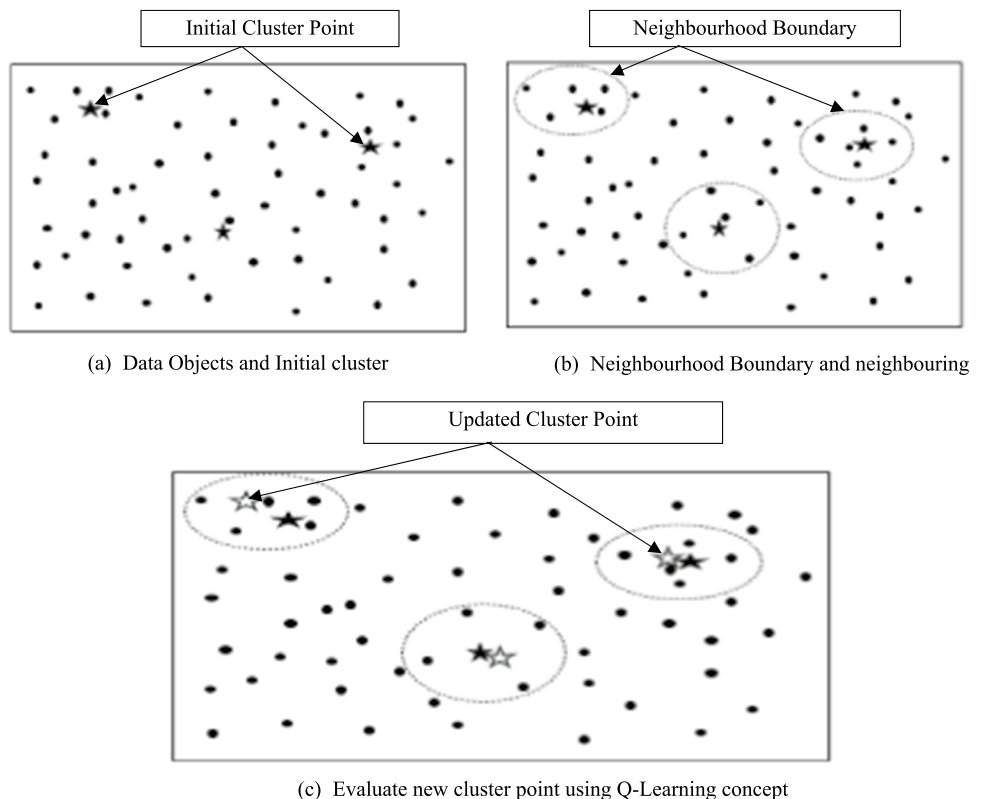 Initial Cluster Point
Neighbourhood Boundary
(a) Data Objects and Initial cluster
(b) Neighbourhood Boundary and neighbouring
Updated Cluster Point
(c) Evaluate new cluster point using Q-Learning concept